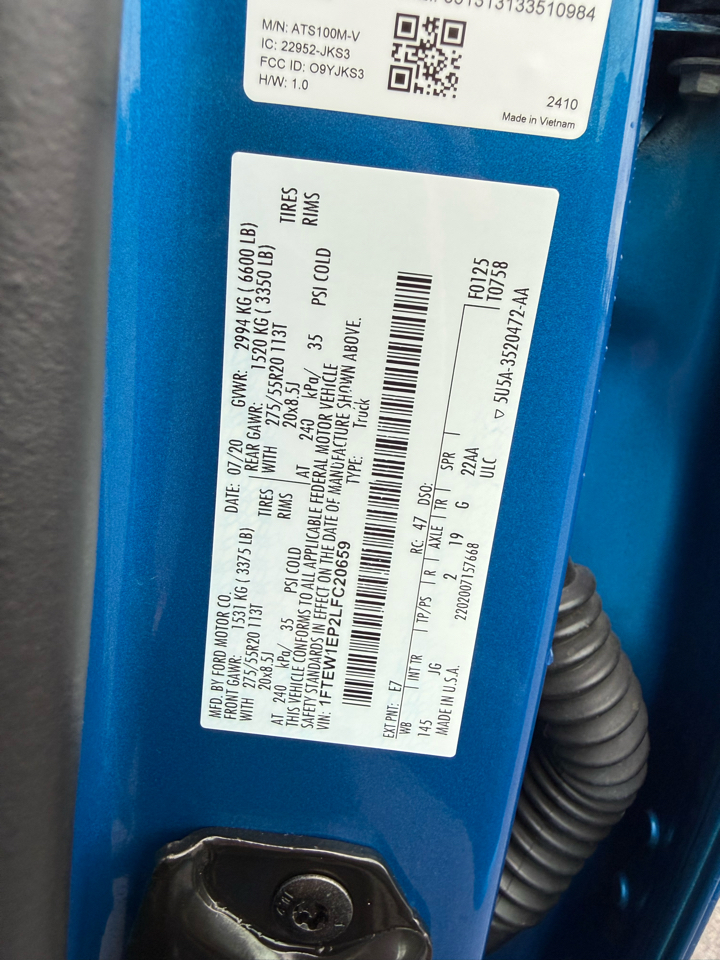 001313133510984
M/N: ATS100M-V
IC: 22952-JKS3
FCC ID: O9YJKS3
H/W: 1.0
2410
Made in Vietnam
MFD. BY FORD MOTOR CO. DATE: 07/20 GVWR: 2994 KG ( 6600 LB)
FRONT GAWR: 1531 KG ( 3375 LB) REAR GAWR: 1520 KG ( 3350 LB)
WITH 275/55R20 113T TIRES WITH 275/55R20 113T TIRES
20x8.5J RIMS 20x8.5J RIMS
AT 240 kPa/ 35 PSI COLD AT 240 kPa/ 35 PSI COLD
THIS VEHICLE CONFORMS TO ALL APPLICABLE FEDERAL MOTOR VEHICLE
SAFETY STANDARDS IN EFFECT ON THE DATE OF MANUFACTURE SHOWN ABOVE.
VIN: 1FTEW1EP2LFC20659 TYPE: Truck
EXT PNT: E7 RC: 47 DSO: F0125
WB INT TR TP/PS R AXLE TR SPR T0758
145 JG 2 19 G 22AA
MADE IN U.S.A. 2202007157668 ULC ▽ 5U5A-3520472-AA